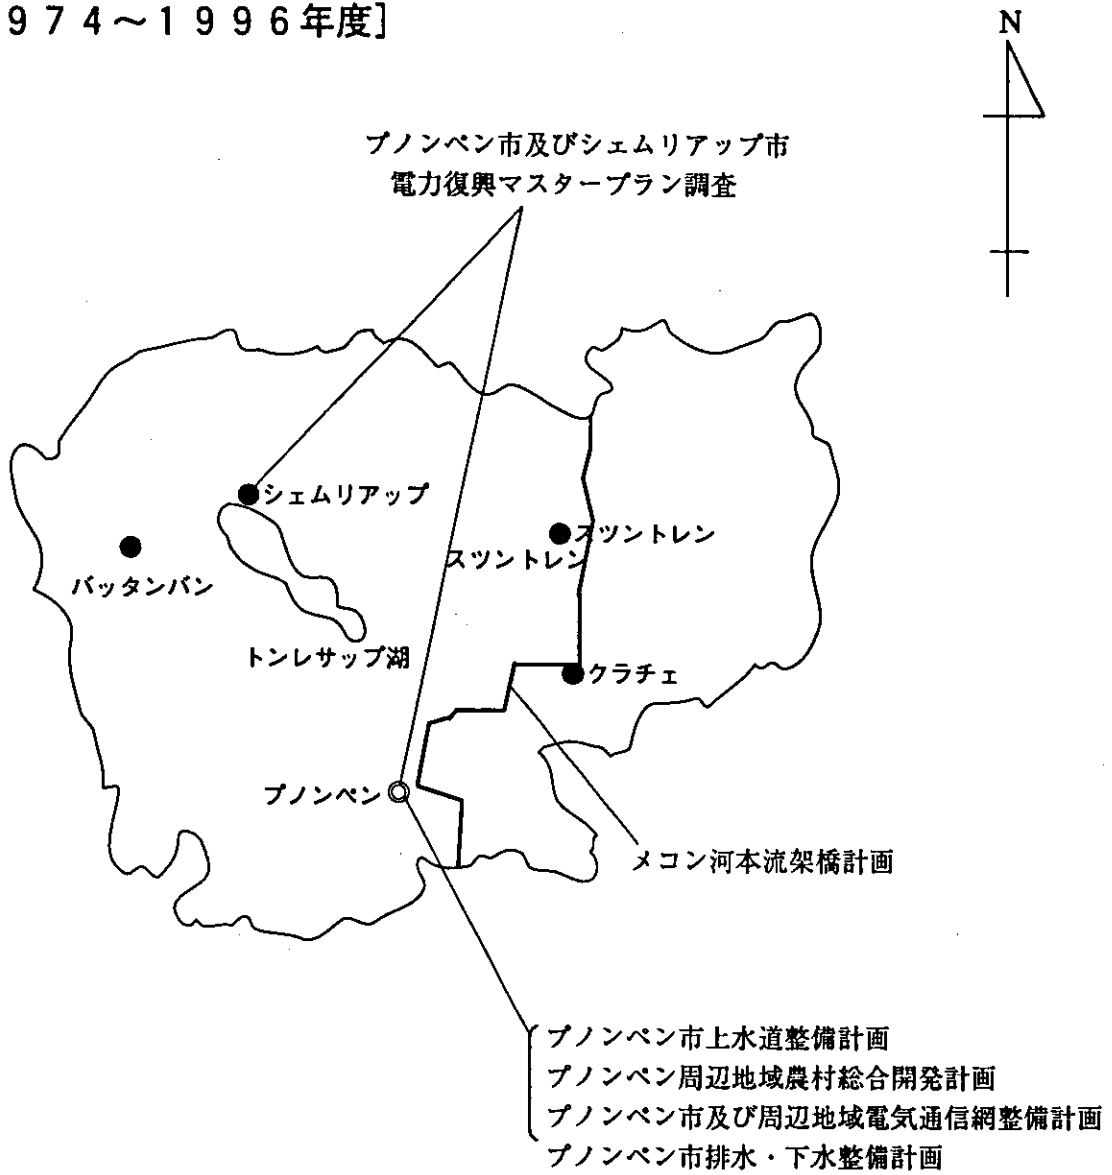 974～1996年度]
N
プノンペン市及びシェムリアップ市
電力復興マスタープラン調査
シェムリアップ
スツントレン
スツントレン
バッタンバン
トンレサップ湖
クラチェ
プノンペン
メコン河本流架橋計画
プノンペン市上水道整備計画
プノンペン周辺地域農村総合開発計画
プノンペン市及び周辺地域電気通信網整備計画
プノンペン市排水・下水整備計画